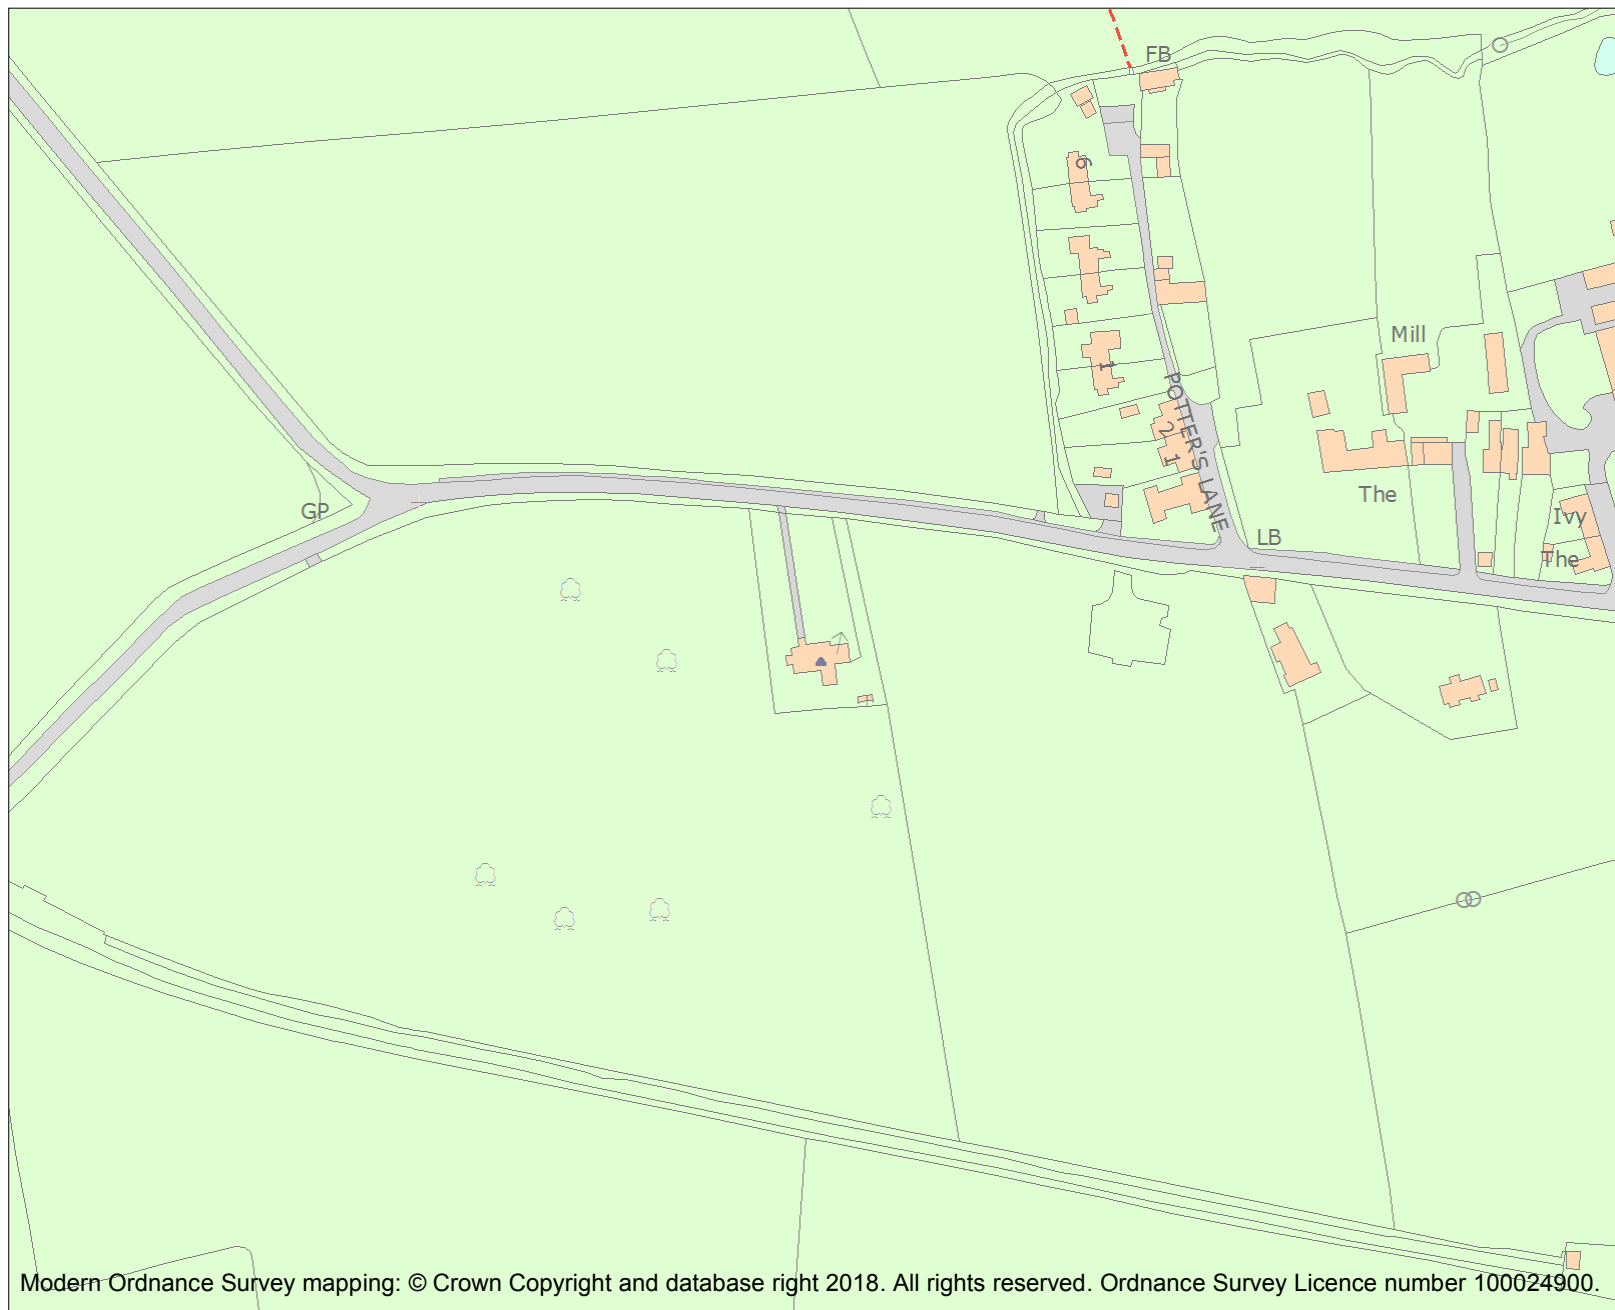 FB
6
Mill
1
POTTER'S LANE
2
1
The
GP
Ivy
LB
The
Modern Ordnance Survey mapping: © Crown Copyright and database right 2018. All rights reserved. Ordnance Survey Licence number 100024900.